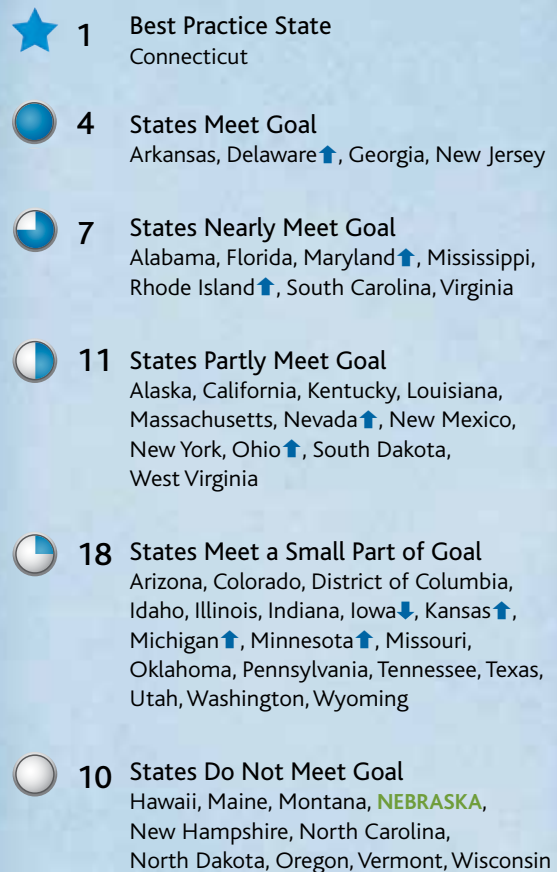 1 Best Practice State
Connecticut
4 States Meet Goal
Arkansas, Delaware⬆, Georgia, New Jersey
7 States Nearly Meet Goal
Alabama, Florida, Maryland⬆, Mississippi,
Rhode Island⬆, South Carolina, Virginia
11 States Partly Meet Goal
Alaska, California, Kentucky, Louisiana,
Massachusetts, Nevada⬆, New Mexico,
New York, Ohio⬆, South Dakota,
West Virginia
18 States Meet a Small Part of Goal
Arizona, Colorado, District of Columbia,
Idaho, Illinois, Indiana, Iowa⬇, Kansas⬆,
Michigan⬆, Minnesota⬆, Missouri,
Oklahoma, Pennsylvania, Tennessee, Texas,
Utah, Washington, Wyoming
10 States Do Not Meet Goal
Hawaii, Maine, Montana, NEBRASKA,
New Hampshire, North Carolina,
North Dakota, Oregon, Vermont, Wisconsin